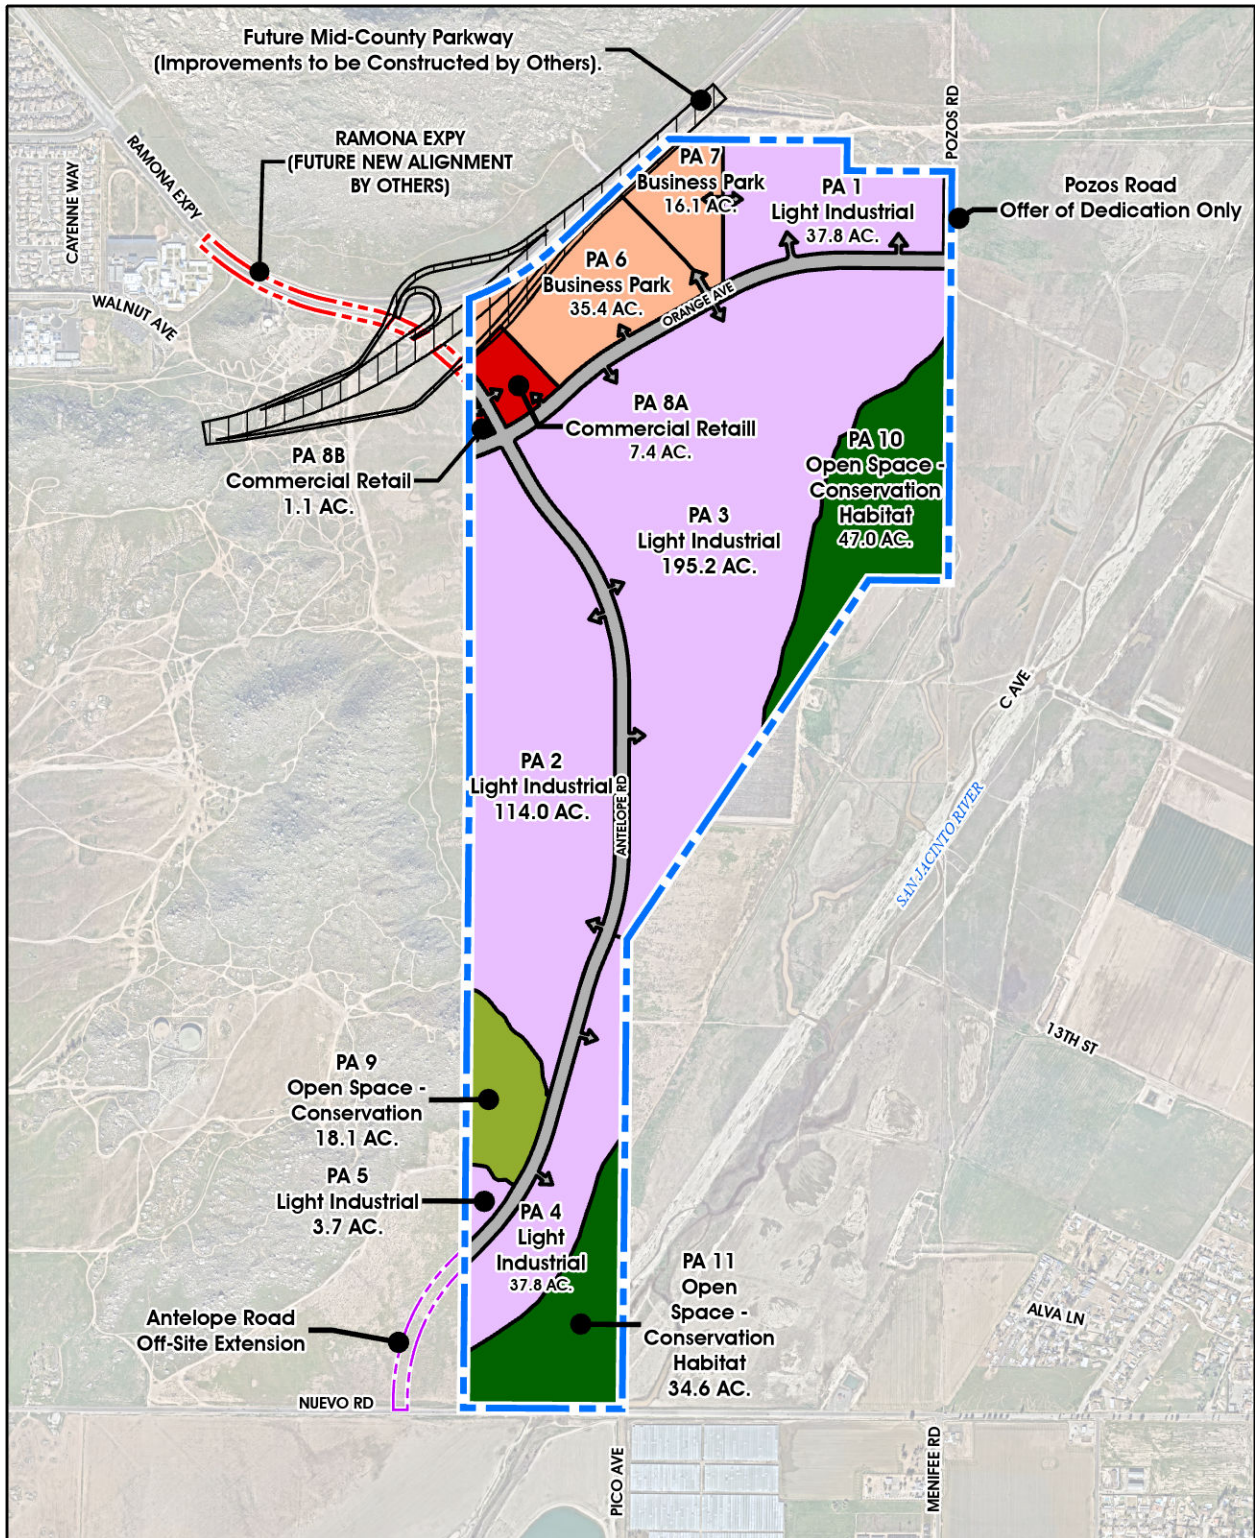 Future Mid-County Parkway
(Improvements to be Constructed by Others).
RAMONA EXPY
(FUTURE NEW ALIGNMENT
BY OTHERS)
RAMONA EXPY
CAYENNE WAY
WALNUT AVE
POZOS RD
Pozos Road
Offer of Dedication Only
PA 7
Business Park
16.1 AC.
PA 1
Light Industrial
37.8 AC.
PA 6
Business Park
35.4 AC.
ORANGE AVE
PA 8A
Commercial Retaill
7.4 AC.
PA 8B
Commercial Retail
1.1 AC.
PA 10
Open Space -
Conservation
Habitat
47.0 AC.
PA 3
Light Industrial
195.2 AC.
C AVE
SAN JACINTO RIVER
PA 2
Light Industrial
114.0 AC.
ANTELOPE RD
13TH ST
PA 9
Open Space -
Conservation
18.1 AC.
PA 5
Light Industrial
3.7 AC.
PA 4
Light
Industrial
37.8 AC.
PA 11
Open
Space -
Conservation
Habitat
34.6 AC.
ALVA LN
Antelope Road
Off-Site Extension
NUEVO RD
PICO AVE
MENIFEE RD